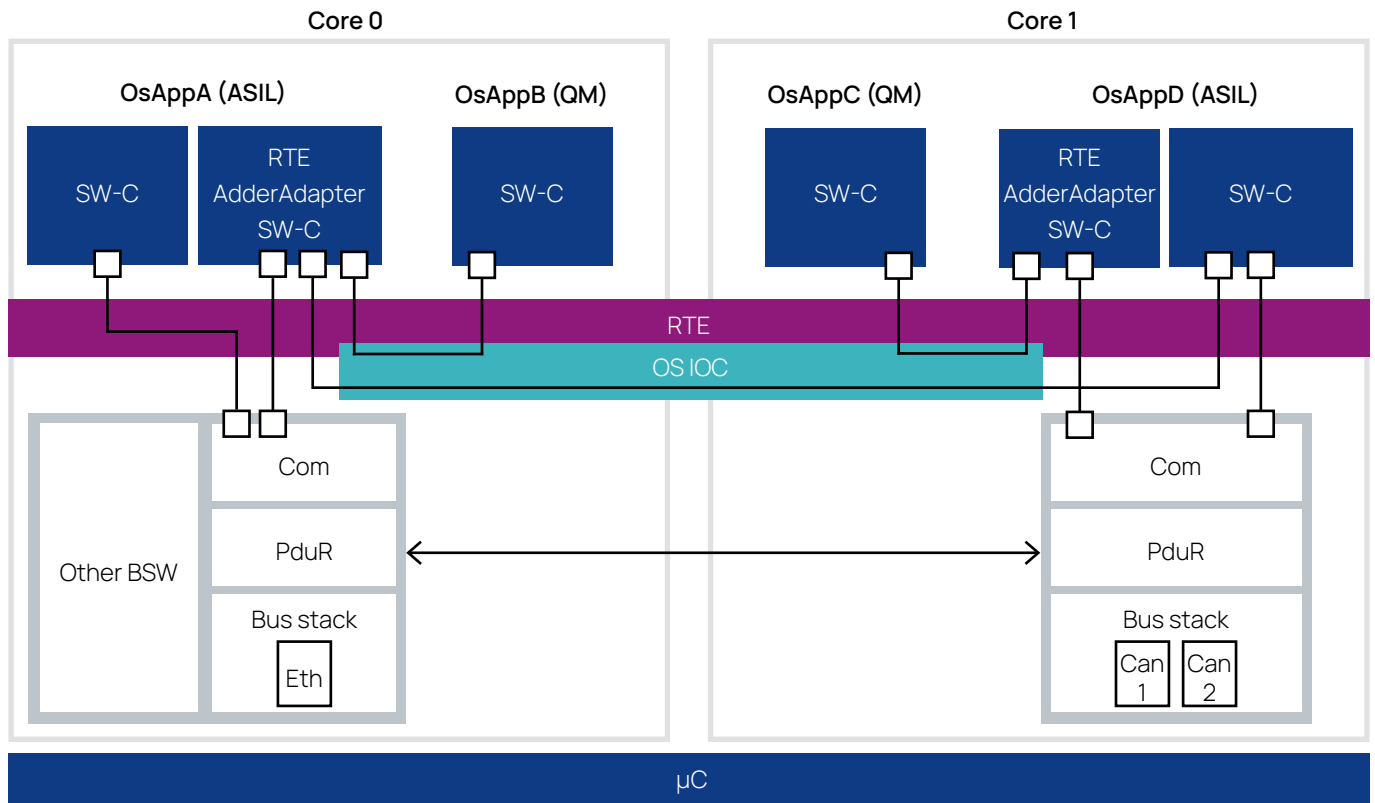 Core 0
Core 1
OsAppA (ASIL)
OsAppB (QM)
OsAppC (QM)
OsAppD (ASIL)
SW-C
RTE
AdderAdapter
SW-C
SW-C
SW-C
RTE
AdderAdapter
SW-C
SW-C
RTE
OS IOC
Other BSW
Com
PduR
Bus stack
Eth
Com
PduR
Bus stack
Can
1
Can
2
µC